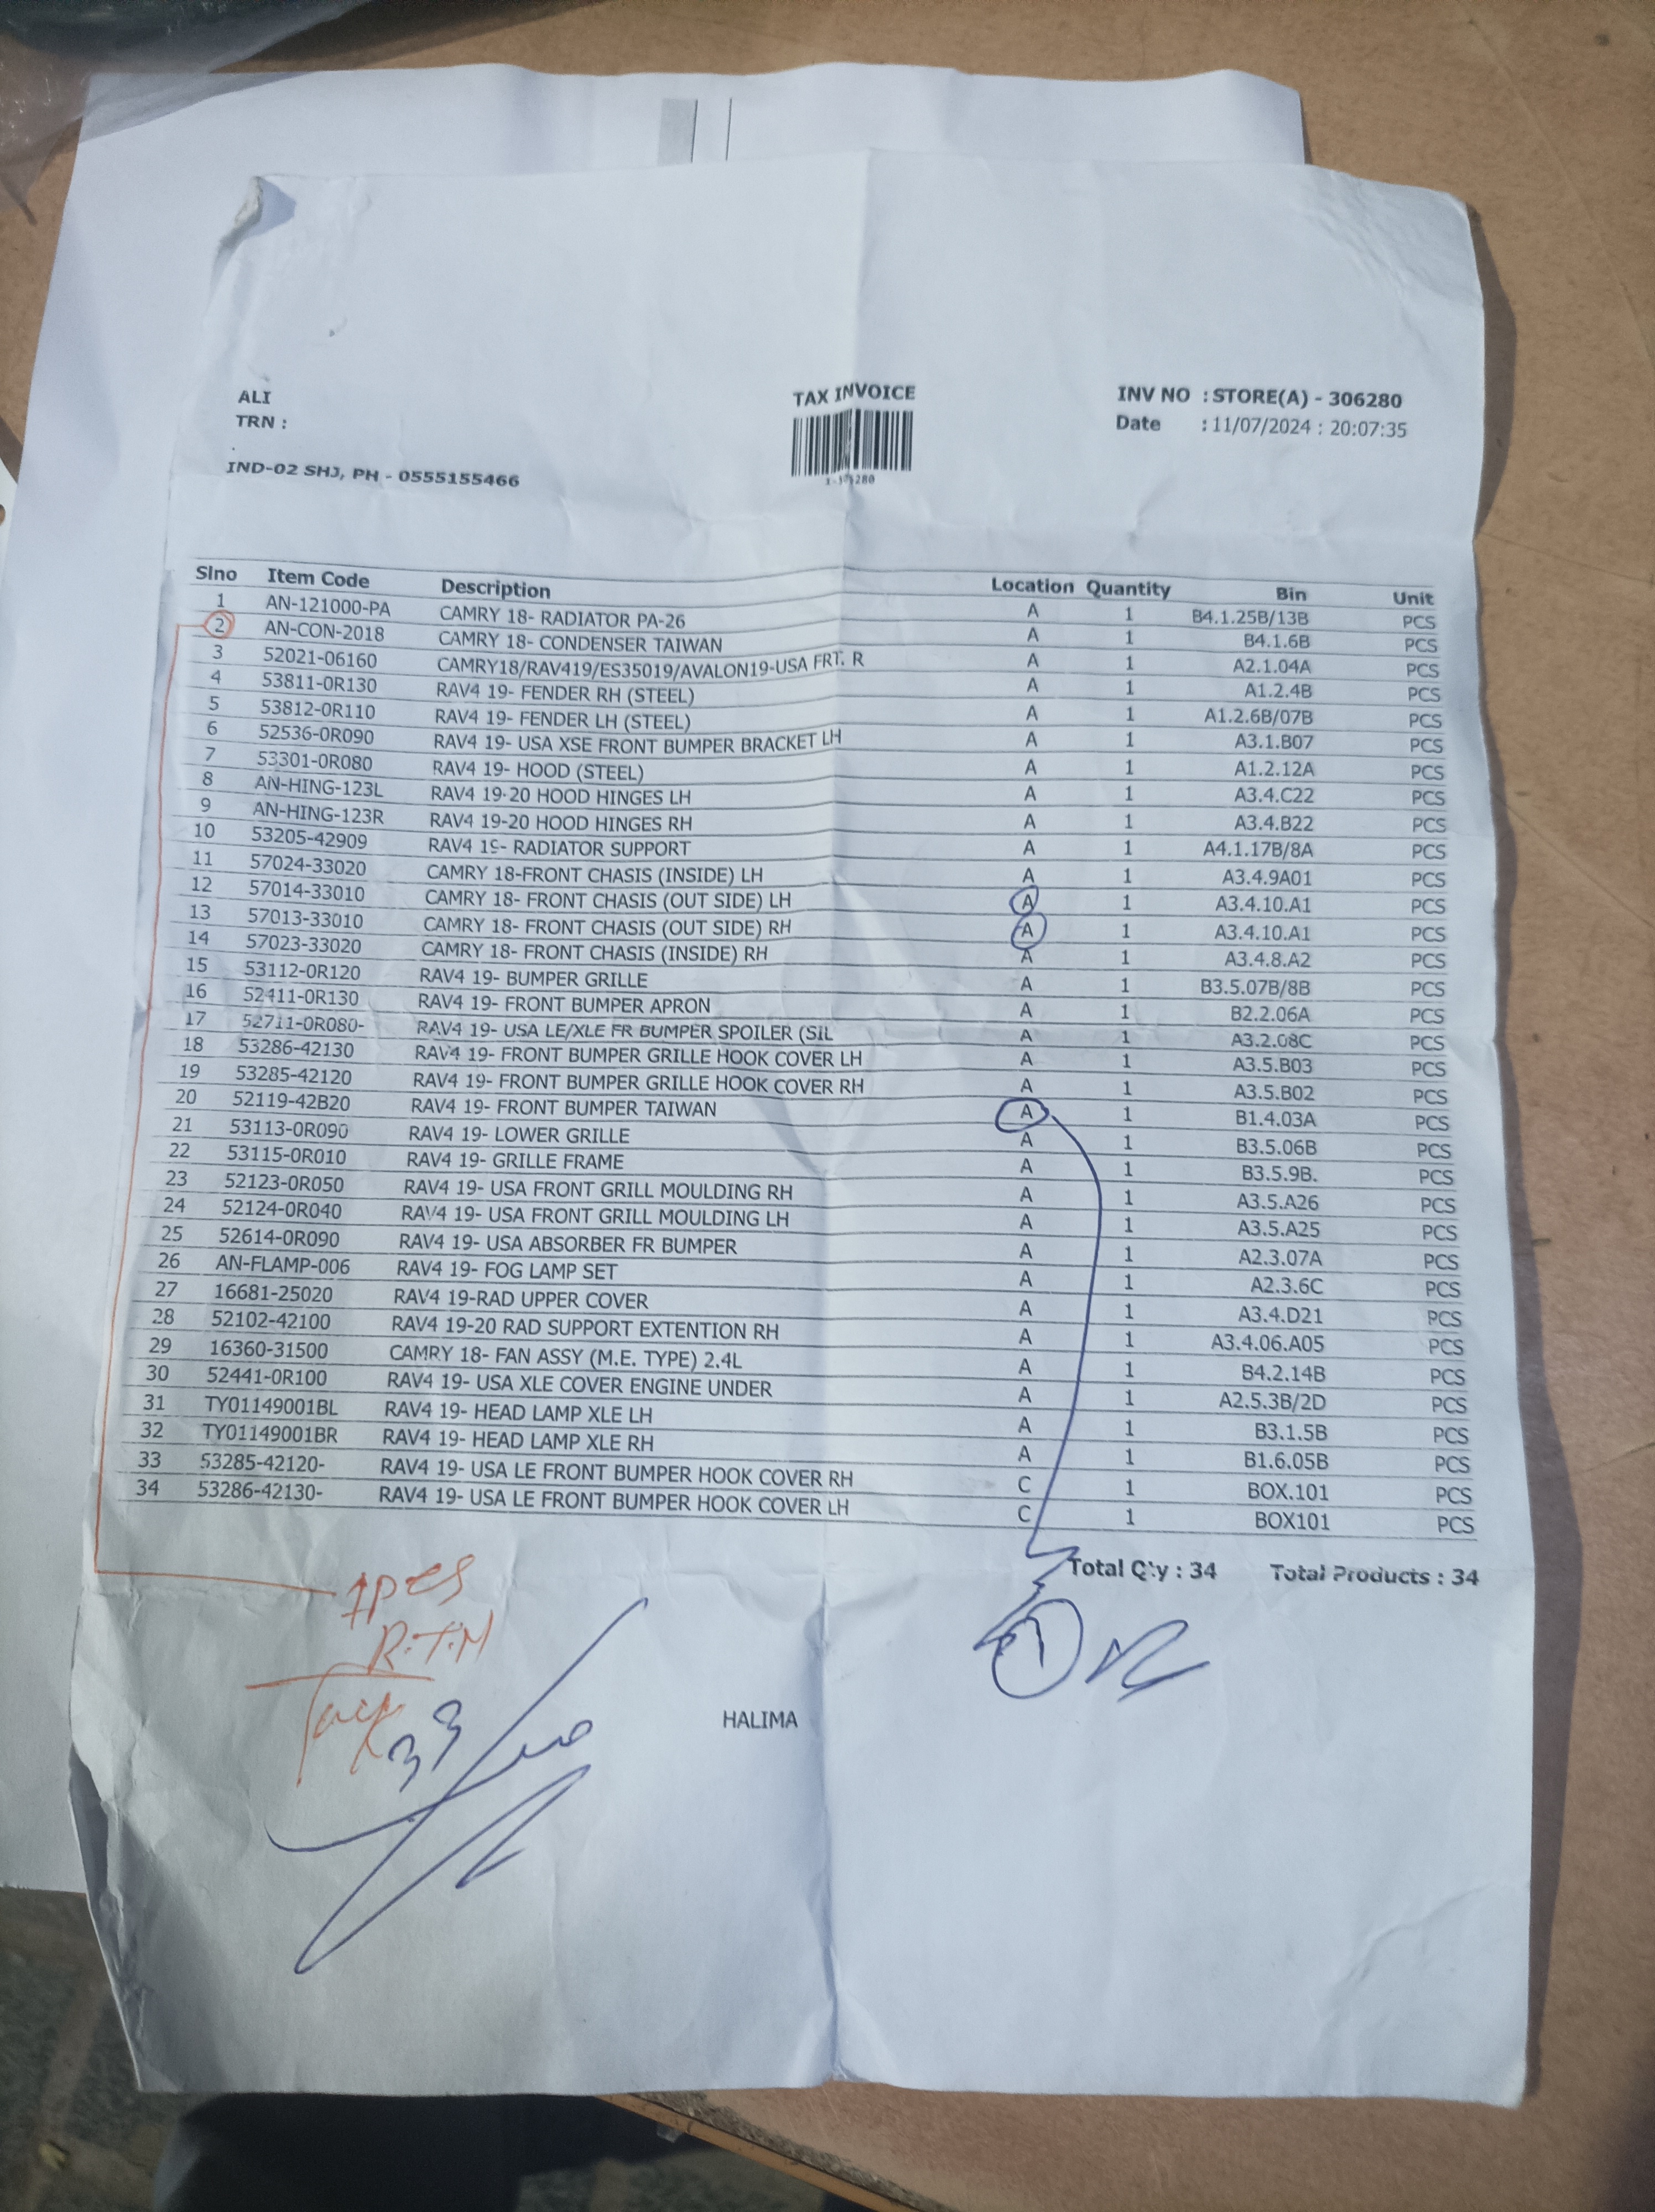 ALI TAX INVOICE INV NO : STORE(A) - 306280
TRN : Date : 11/07/2024 : 20:07:35
.
IND-02 SHJ, PH - 0555155466
Slno Item Code Description Location Quantity Bin Unit
1 AN-121000-PA CAMRY 18- RADIATOR PA-26 A 1 B4.1.25B/13B PCS
2 AN-CON-2018 CAMRY 18- CONDENSER TAIWAN A 1 B4.1.6B PCS
3 52021-06160 CAMRY18/RAV419/ES35019/AVALON19-USA FRT. R A 1 A2.1.04A PCS
4 53811-0R130 RAV4 19- FENDER RH (STEEL) A 1 A1.2.4B PCS
5 53812-0R110 RAV4 19- FENDER LH (STEEL) A 1 A1.2.6B/07B PCS
6 52536-0R090 RAV4 19- USA XSE FRONT BUMPER BRACKET LH A 1 A3.1.B07 PCS
7 53301-0R080 RAV4 19- HOOD (STEEL) A 1 A1.2.12A PCS
8 AN-HING-123L RAV4 19-20 HOOD HINGES LH A 1 A3.4.C22 PCS
9 AN-HING-123R RAV4 19-20 HOOD HINGES RH A 1 A3.4.B22 PCS
10 53205-42909 RAV4 19- RADIATOR SUPPORT A 1 A4.1.17B/8A PCS
11 57024-33020 CAMRY 18-FRONT CHASIS (INSIDE) LH A 1 A3.4.9A01 PCS
12 57014-33010 CAMRY 18- FRONT CHASIS (OUT SIDE) LH A 1 A3.4.10.A1 PCS
13 57013-33010 CAMRY 18- FRONT CHASIS (OUT SIDE) RH A 1 A3.4.10.A1 PCS
14 57023-33020 CAMRY 18- FRONT CHASIS (INSIDE) RH A 1 A3.4.8.A2 PCS
15 53112-0R120 RAV4 19- BUMPER GRILLE A 1 B3.5.07B/8B PCS
16 52411-0R130 RAV4 19- FRONT BUMPER APRON A 1 B2.2.06A PCS
17 52711-0R080- RAV4 19- USA LE/XLE FR BUMPER SPOILER (SIL A 1 A3.2.08C PCS
18 53286-42130 RAV4 19- FRONT BUMPER GRILLE HOOK COVER LH A 1 A3.5.B03 PCS
19 53285-42120 RAV4 19- FRONT BUMPER GRILLE HOOK COVER RH A 1 A3.5.B02 PCS
20 52119-42B20 RAV4 19- FRONT BUMPER TAIWAN A 1 B1.4.03A PCS
21 53113-0R090 RAV4 19- LOWER GRILLE A 1 B3.5.06B PCS
22 53115-0R010 RAV4 19- GRILLE FRAME A 1 B3.5.9B. PCS
23 52123-0R050 RAV4 19- USA FRONT GRILL MOULDING RH A 1 A3.5.A26 PCS
24 52124-0R040 RAV4 19- USA FRONT GRILL MOULDING LH A 1 A3.5.A25 PCS
25 52614-0R090 RAV4 19- USA ABSORBER FR BUMPER A 1 A2.3.07A PCS
26 AN-FLAMP-006 RAV4 19- FOG LAMP SET A 1 A2.3.6C PCS
27 16681-25020 RAV4 19-RAD UPPER COVER A 1 A3.4.D21 PCS
28 52102-42100 RAV4 19-20 RAD SUPPORT EXTENTION RH A 1 A3.4.06.A05 PCS
29 16360-31500 CAMRY 18- FAN ASSY (M.E. TYPE) 2.4L A 1 B4.2.14B PCS
30 52441-0R100 RAV4 19- USA XLE COVER ENGINE UNDER A 1 A2.5.3B/2D PCS
31 TY01149001BL RAV4 19- HEAD LAMP XLE LH A 1 B3.1.5B PCS
32 TY01149001BR RAV4 19- HEAD LAMP XLE RH A 1 B1.6.05B PCS
33 53285-42120- RAV4 19- USA LE FRONT BUMPER HOOK COVER RH C 1 BOX.101 PCS
34 53286-42130- RAV4 19- USA LE FRONT BUMPER HOOK COVER LH C 1 BOX101 PCS
Total Qty : 34 Total Products : 34
1pcs
R.T.N
1
33
HALIMA